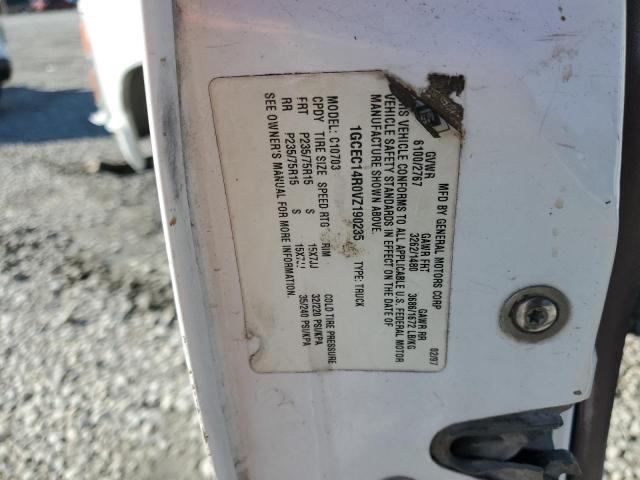 MFD BY GENERAL MOTORS CORP
02/97
GVWR GAWR FRT GAWR RR
6100/2767 3262/1480 3686/1672 LB/KG
THIS VEHICLE CONFORMS TO ALL APPLICABLE U.S. FEDERAL MOTOR
VEHICLE SAFETY STANDARDS IN EFFECT ON THE DATE OF
MANUFACTURE SHOWN ABOVE.
1GCEC14R0VZ190235 TYPE: TRUCK
MODEL: C10703
CPDY TIRE SIZE SPEED RTG RIM COLD TIRE PRESSURE
FRT P235/75R15 S 15X7JJ 32/220 PSI/KPA
RR P235/75R15 S 15X7JJ 35/240 PSI/KPA
SEE OWNER'S MANUAL FOR MORE INFORMATION.